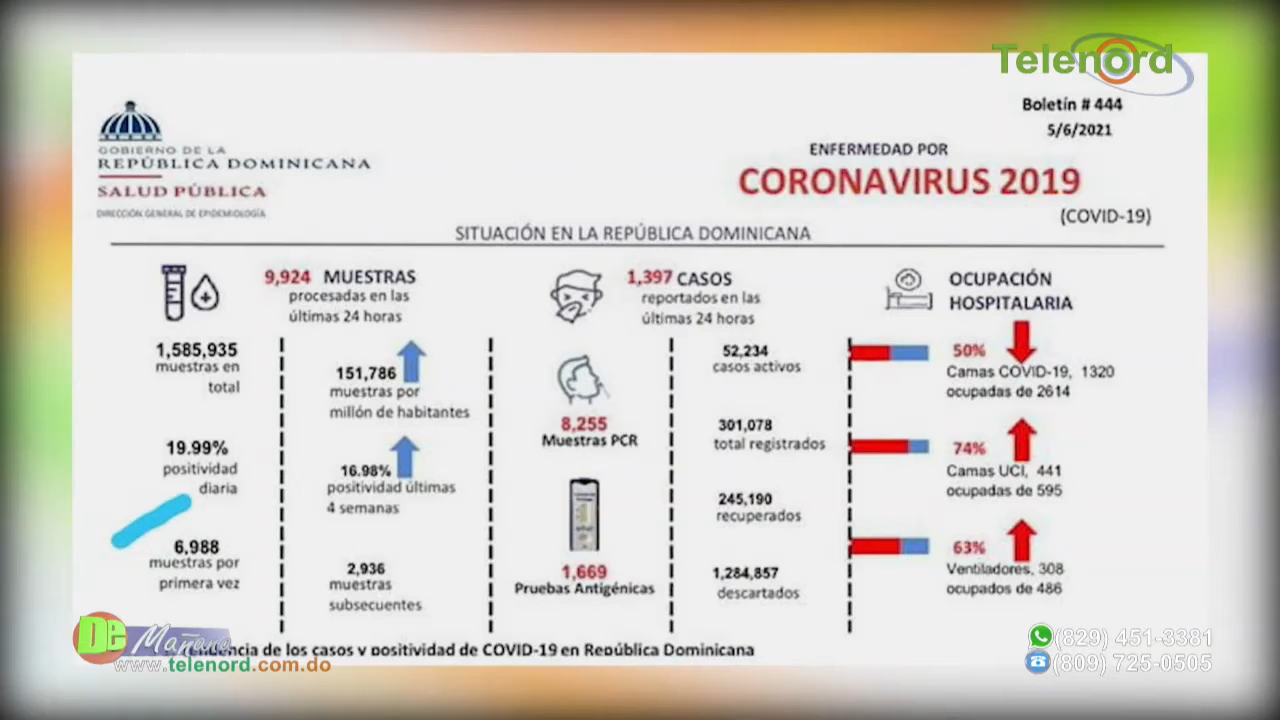 Telenord
Boletín # 444
5/6/2021
GOBIERNO DE LA
REPÚBLICA DOMINICANA
SALUD PÚBLICA
DIRECCIÓN GENERAL DE EPIDEMIOLOGÍA
ENFERMEDAD POR
CORONAVIRUS 2019
(COVID-19)
SITUACIÓN EN LA REPÚBLICA DOMINICANA
9,924 MUESTRAS
procesadas en las
últimas 24 horas
1,585,935
muestras en
total
19.99%
positividad
diaria
6,988
muestras por
primera vez
151,786
muestras por
millón de habitantes
16.98%
positividad últimas
4 semanas
2,936
muestras
subsecuentes
1,397 CASOS
reportados en las
últimas 24 horas
8,255
Muestras PCR
1,669
Pruebas Antigénicas
52,234
casos activos
301,078
total registrados
245,190
recuperados
1,284,857
descartados
OCUPACIÓN
HOSPITALARIA
50%
Camas COVID-19, 1320
ocupadas de 2614
74%
Camas UCI, 441
ocupadas de 595
63%
Ventiladores, 308
ocupados de 486
de los casos y positividad de COVID-19 en República Dominicana
De Mañana
www.telenord.com.do
(829) 451-3381
(809) 725-0505